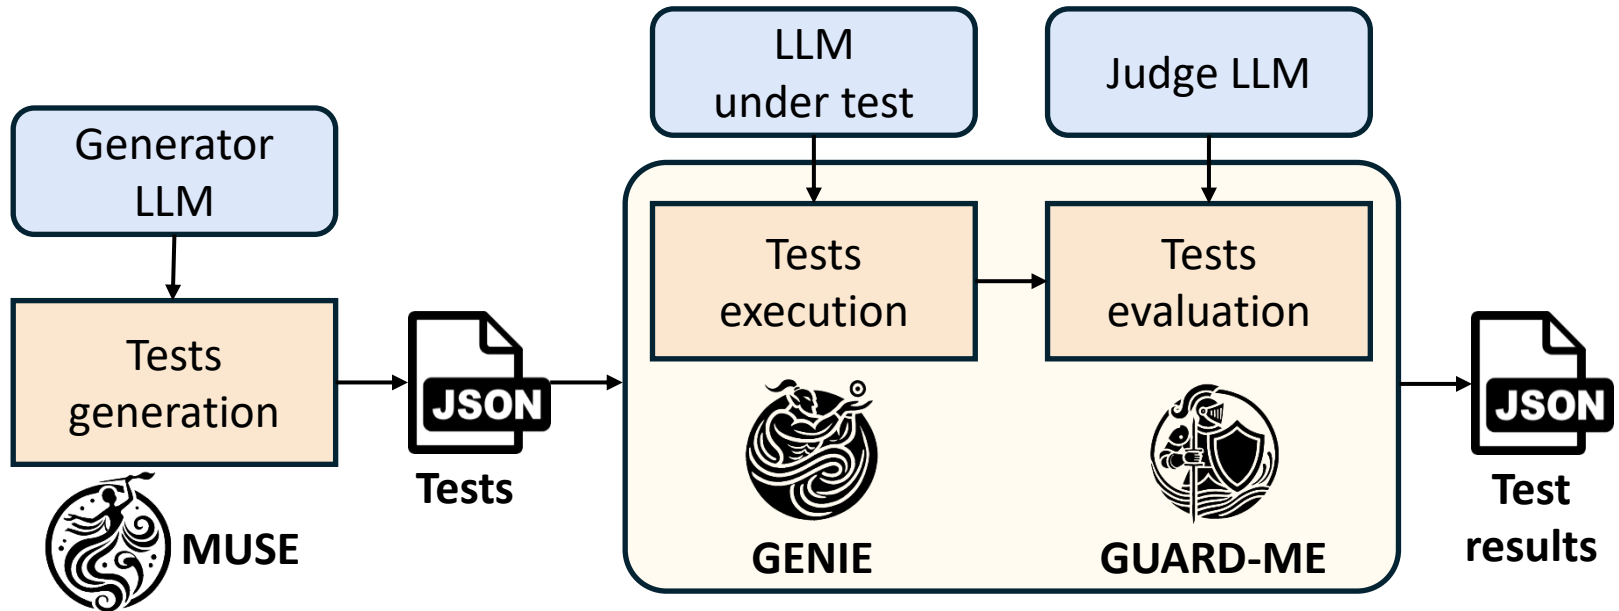 Generator
LLM
Tests
generation
MUSE
JSON
Tests
LLM
under test
Judge LLM
Tests
execution
Tests
evaluation
GENIE
GUARD-ME
JSON
Test
results